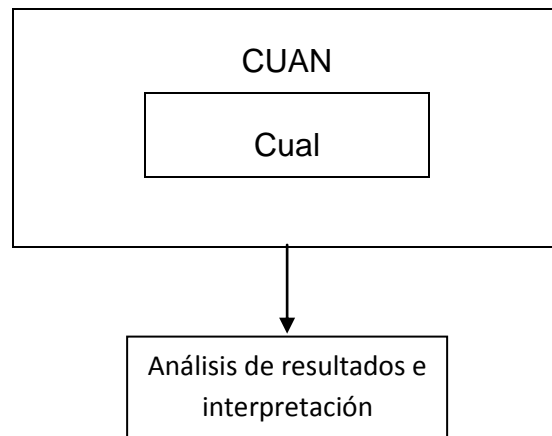 CUAN
Cual
Análisis de resultados e
interpretación